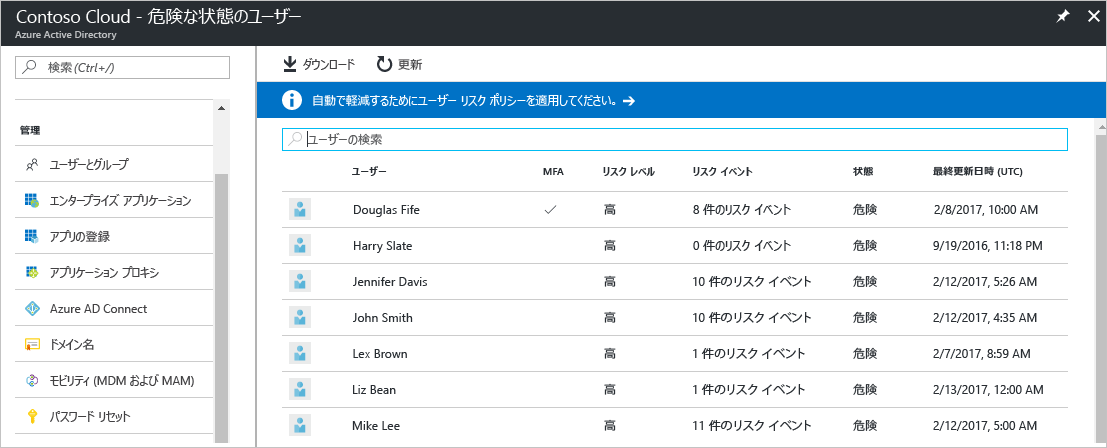 Contoso Cloud - 危険な状態のユーザー
Azure Active Directory
検索 (Ctrl+/)
管理
ユーザーとグループ
エンタープライズ アプリケーション
アプリの登録
アプリケーション プロキシ
Azure AD Connect
ドメイン名
モビリティ (MDM および MAM)
パスワード リセット
ダウンロード 更新
自動で軽減するためにユーザー リスク ポリシーを適用してください。 →
ユーザーの検索
ユーザー MFA リスク レベル リスク イベント 状態 最終更新日時 (UTC)
Douglas Fife ✓ 高 8 件のリスク イベント 危険 2/8/2017, 10:00 AM
Harry Slate 高 0 件のリスク イベント 危険 9/19/2016, 11:18 PM
Jennifer Davis 高 10 件のリスク イベント 危険 2/12/2017, 5:26 AM
John Smith 高 10 件のリスク イベント 危険 2/12/2017, 4:35 AM
Lex Brown 高 1 件のリスク イベント 危険 2/7/2017, 8:59 AM
Liz Bean 高 1 件のリスク イベント 危険 2/13/2017, 12:00 AM
Mike Lee 高 11 件のリスク イベント 危険 2/12/2017, 5:00 AM